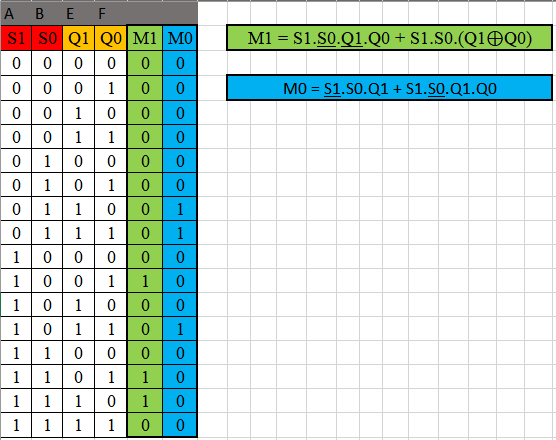 A B E F
S1 S0 Q1 Q0 M1 M0
0 0 0 0 0 0
0 0 0 1 0 0
0 0 1 0 0 0
0 0 1 1 0 0
0 1 0 0 0 0
0 1 0 1 0 0
0 1 1 0 0 1
0 1 1 1 0 1
1 0 0 0 0 0
1 0 0 1 1 0
1 0 1 0 0 0
1 0 1 1 0 1
1 1 0 0 0 0
1 1 0 1 1 0
1 1 1 0 1 0
1 1 1 1 0 0
M1 = S1.S0.Q1.Q0 + S1.S0.(Q1⊕Q0)
M0 = S1.S0.Q1 + S1.S0.Q1.Q0